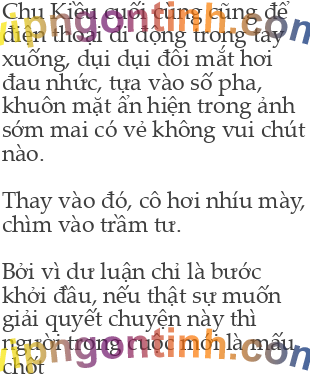 Chu Kiều cuối cùng cũng để
điện thoại di động trong tay
xuống, dụi dụi đôi mắt hơi
đau nhức, tựa vào số pha,
khuôn mặt ẩn hiện trong ảnh
sớm mai có vẻ không vui chút
nào.
Thay vào đó, cô hơi nhíu mày,
chìm vào trầm tư.
Bởi vì dư luận chỉ là bước
khởi đầu, nếu thật sự muốn
giải quyết chuyện này thì
người trong cuộc mới là mấu
chốt
vipngontinh.com
vipngontinh.com